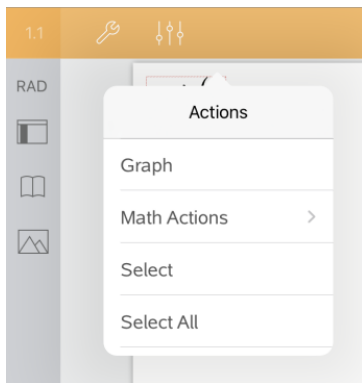 1.1
RAD
Actions
Graph
Math Actions
Select
Select All